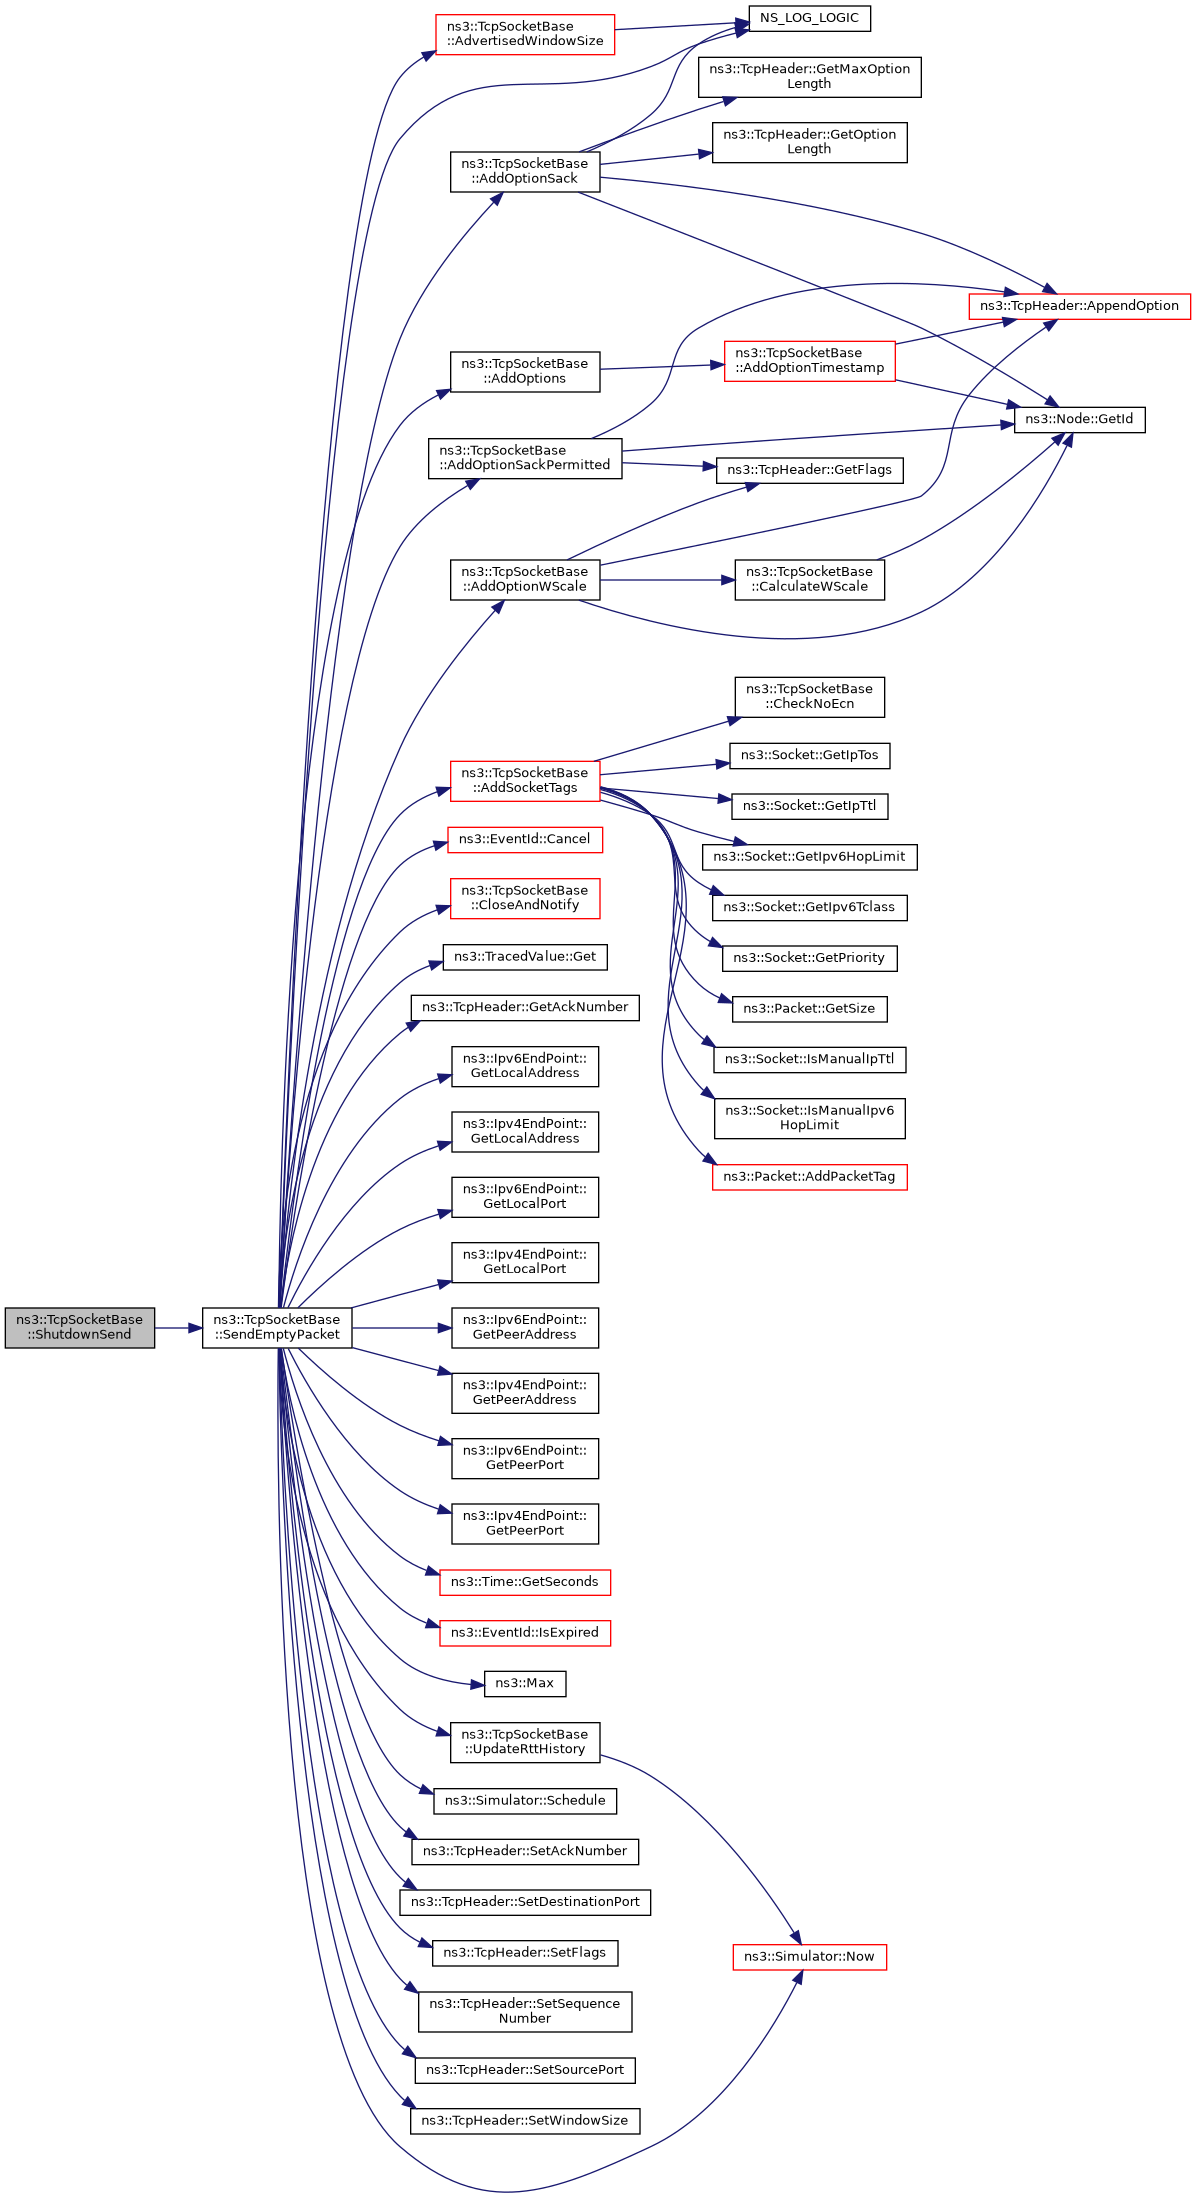 ns3::TcpSocketBase
::ShutdownSend
ns3::TcpSocketBase
::SendEmptyPacket
ns3::TcpSocketBase
::AdvertisedWindowSize
NS_LOG_LOGIC
ns3::TcpHeader::GetMaxOption
Length
ns3::TcpHeader::GetOption
Length
ns3::TcpSocketBase
::AddOptionSack
ns3::TcpHeader::AppendOption
ns3::TcpSocketBase
::AddOptions
ns3::TcpSocketBase
::AddOptionTimestamp
ns3::Node::GetId
ns3::TcpSocketBase
::AddOptionSackPermitted
ns3::TcpHeader::GetFlags
ns3::TcpSocketBase
::AddOptionWScale
ns3::TcpSocketBase
::CalculateWScale
ns3::TcpSocketBase
::CheckNoEcn
ns3::Socket::GetIpTos
ns3::TcpSocketBase
::AddSocketTags
ns3::Socket::GetIpTtl
ns3::EventId::Cancel
ns3::Socket::GetIpv6HopLimit
ns3::TcpSocketBase
::CloseAndNotify
ns3::Socket::GetIpv6Tclass
ns3::TracedValue::Get
ns3::Socket::GetPriority
ns3::TcpHeader::GetAckNumber
ns3::Packet::GetSize
ns3::Ipv6EndPoint::
GetLocalAddress
ns3::Socket::IsManualIpTtl
ns3::Ipv4EndPoint::
GetLocalAddress
ns3::Socket::IsManualIpv6
HopLimit
ns3::Packet::AddPacketTag
ns3::Ipv6EndPoint::
GetLocalPort
ns3::Ipv4EndPoint::
GetLocalPort
ns3::Ipv6EndPoint::
GetPeerAddress
ns3::Ipv4EndPoint::
GetPeerAddress
ns3::Ipv6EndPoint::
GetPeerPort
ns3::Ipv4EndPoint::
GetPeerPort
ns3::Time::GetSeconds
ns3::EventId::IsExpired
ns3::Max
ns3::TcpSocketBase
::UpdateRttHistory
ns3::Simulator::Schedule
ns3::TcpHeader::SetAckNumber
ns3::TcpHeader::SetDestinationPort
ns3::TcpHeader::SetFlags
ns3::Simulator::Now
ns3::TcpHeader::SetSequence
Number
ns3::TcpHeader::SetSourcePort
ns3::TcpHeader::SetWindowSize